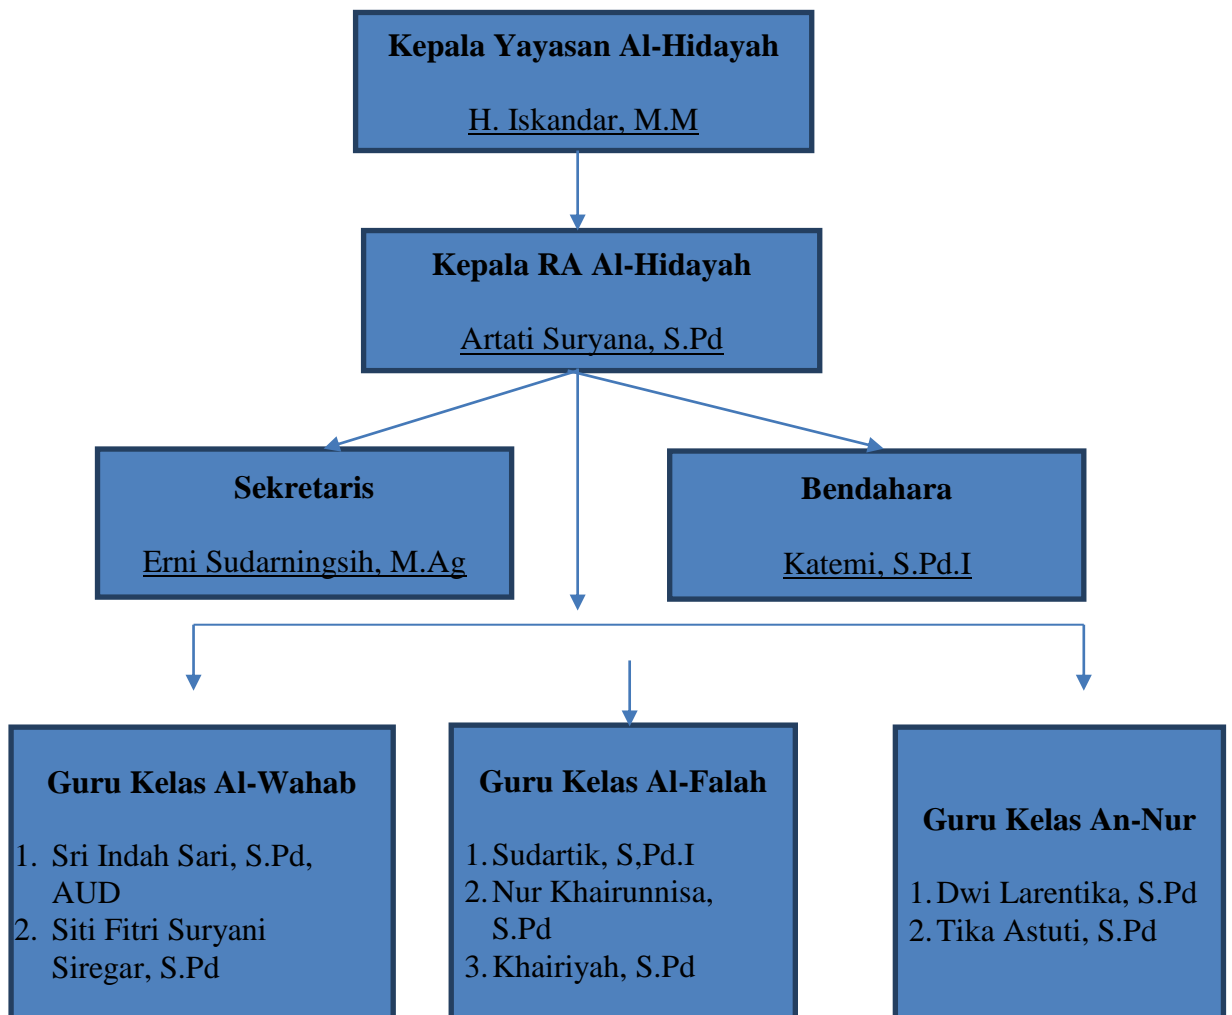 Kepala Yayasan Al-Hidayah
H. Iskandar, M.M
Kepala RA Al-Hidayah
Artati Suryana, S.Pd
Sekretaris
Erni Sudarningsih, M.Ag
Bendahara
Katemi, S.Pd.I
Guru Kelas Al-Wahab
1. Sri Indah Sari, S.Pd,
AUD
2. Siti Fitri Suryani
Siregar, S.Pd
Guru Kelas Al-Falah
1. Sudartik, S,Pd.I
2. Nur Khairunnisa,
S.Pd
3. Khairiyah, S.Pd
Guru Kelas An-Nur
1. Dwi Larentika, S.Pd
2. Tika Astuti, S.Pd